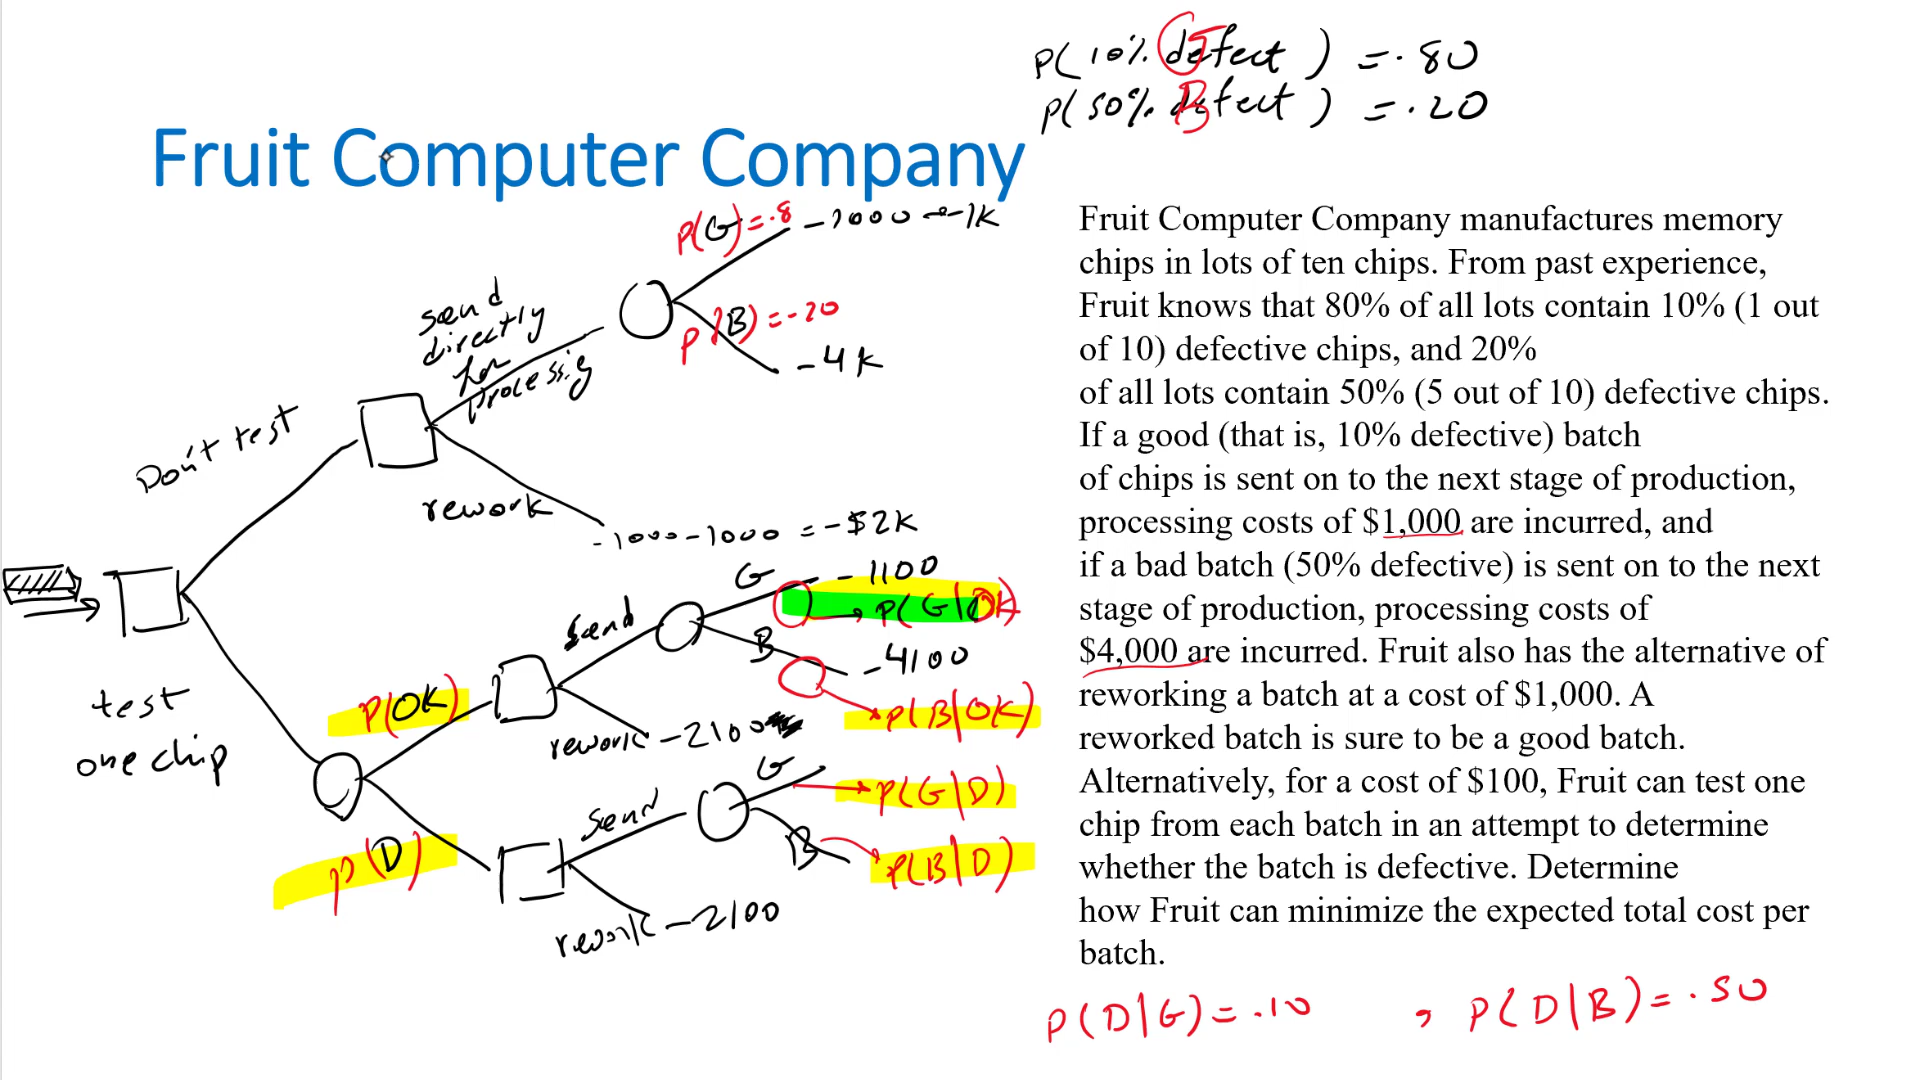 P( 10% defect ) = .80
G
P( 50% defect ) = .20
B
Fruit Computer Company
P(G) = .8
-1000 = -1K
P(B) = .20
-4K
send
directly
for
processig
Don't test
rework
-1000-1000 = -$2K
test
one chip
P(OK)
send
G
-1100
P(G|OK)
B
-4100
P(B|OK)
rework -2100
P(D)
send
G
P(G|D)
B
P(B|D)
rework -2100
Fruit Computer Company manufactures memory
chips in lots of ten chips. From past experience,
Fruit knows that 80% of all lots contain 10% (1 out
of 10) defective chips, and 20%
of all lots contain 50% (5 out of 10) defective chips.
If a good (that is, 10% defective) batch
of chips is sent on to the next stage of production,
processing costs of $1,000 are incurred, and
if a bad batch (50% defective) is sent on to the next
stage of production, processing costs of
$4,000 are incurred. Fruit also has the alternative of
reworking a batch at a cost of $1,000. A
reworked batch is sure to be a good batch.
Alternatively, for a cost of $100, Fruit can test one
chip from each batch in an attempt to determine
whether the batch is defective. Determine
how Fruit can minimize the expected total cost per
batch.
P(D|G) = .10 , P(D|B) = .50